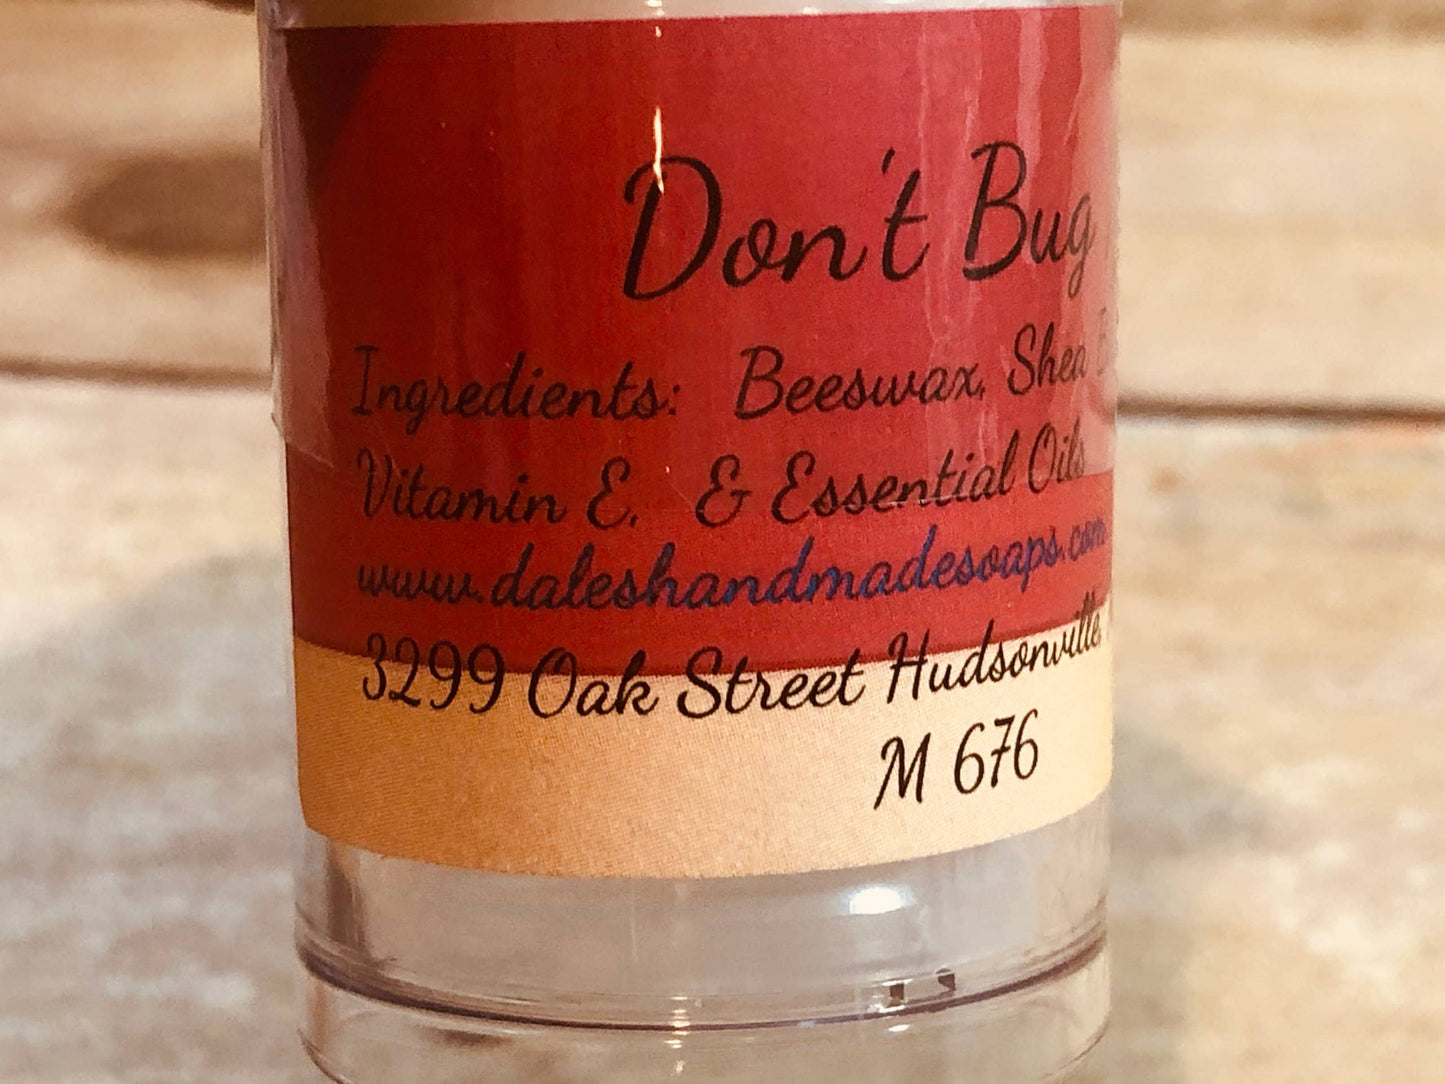 Don't Bug
Ingredients: Beeswax, Shea
Vitamin E, & Essential Oils
www.daleshandmadesoaps.com
3299 Oak Street Hudsonville,
M 676